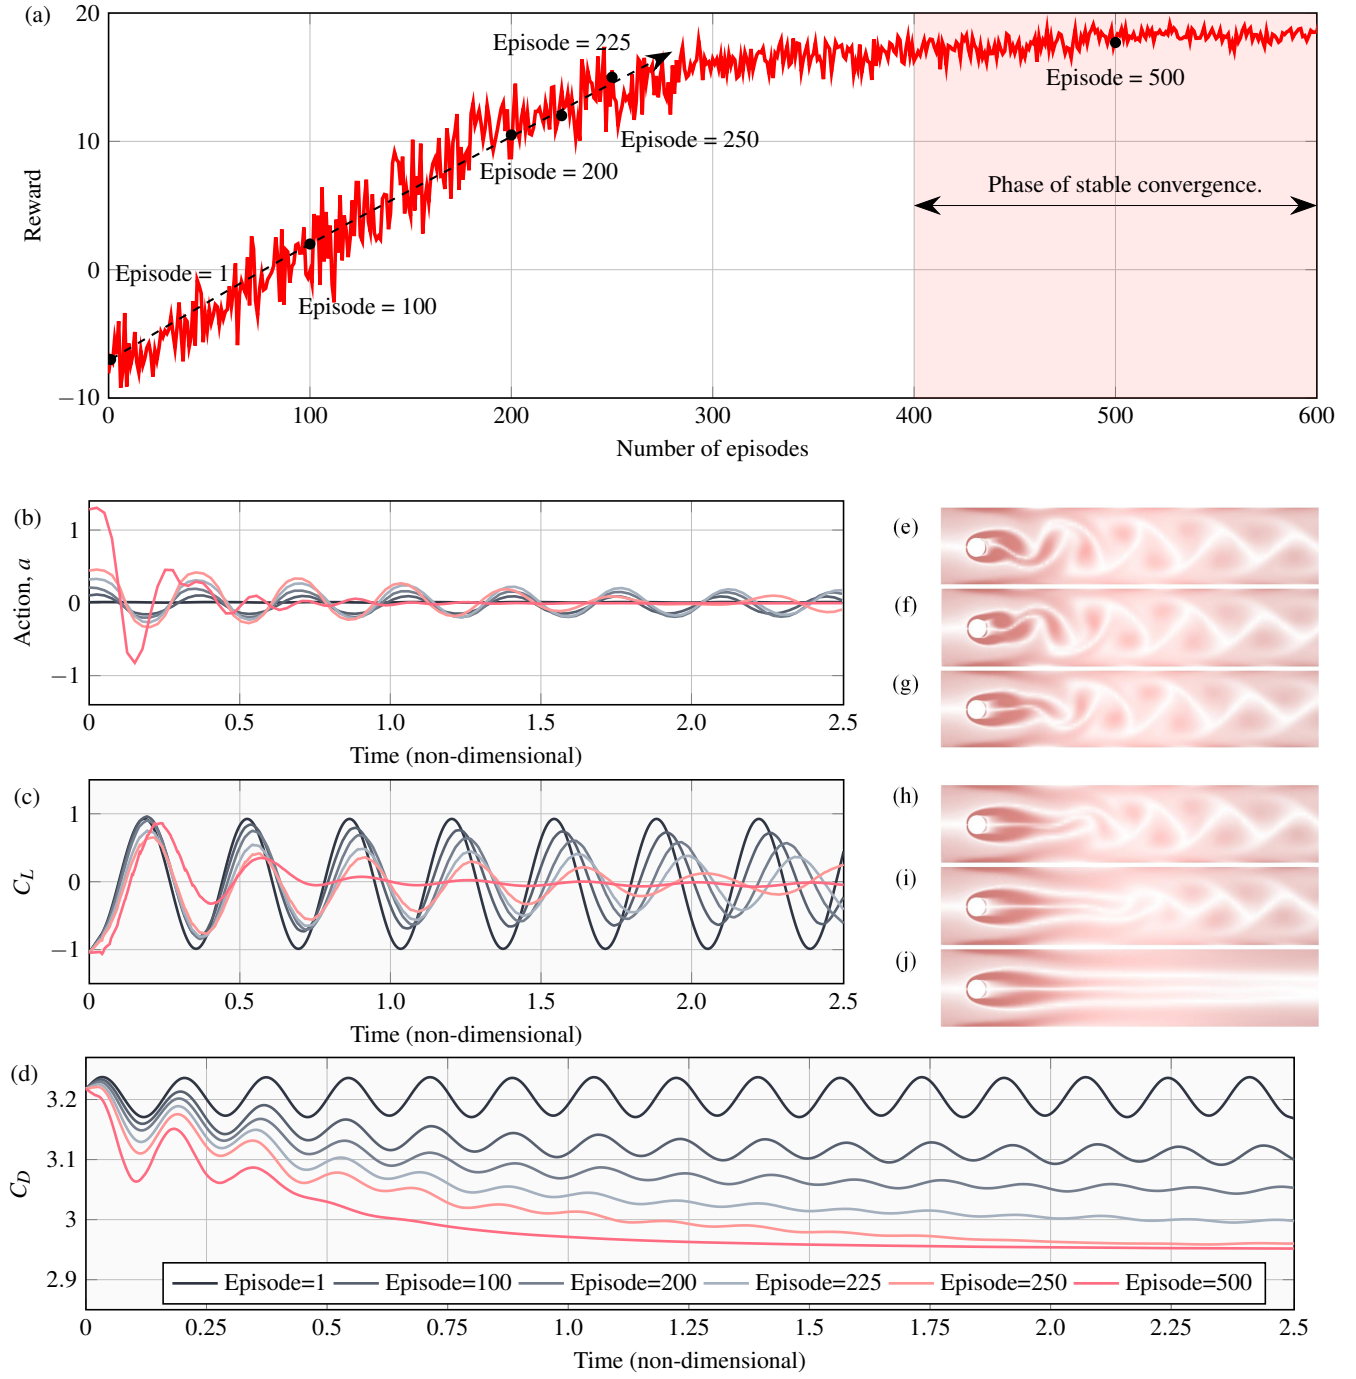 (a)
20
10
0
−10
Reward
Episode = 1
Episode = 100
Episode = 200
Episode = 225
Episode = 250
Episode = 500
Phase of stable convergence.
0 100 200 300 400 500 600
Number of episodes
(b)
1
0
−1
Action, a
0 0.5 1.0 1.5 2.0 2.5
Time (non-dimensional)
(c)
1
0
−1
C_L
0 0.5 1.0 1.5 2.0 2.5
Time (non-dimensional)
(e)
(f)
(g)
(h)
(i)
(j)
(d)
3.2
3.1
3
2.9
C_D
Episode=1 Episode=100 Episode=200 Episode=225 Episode=250 Episode=500
0 0.25 0.5 0.75 1.0 1.25 1.5 1.75 2.0 2.25 2.5
Time (non-dimensional)